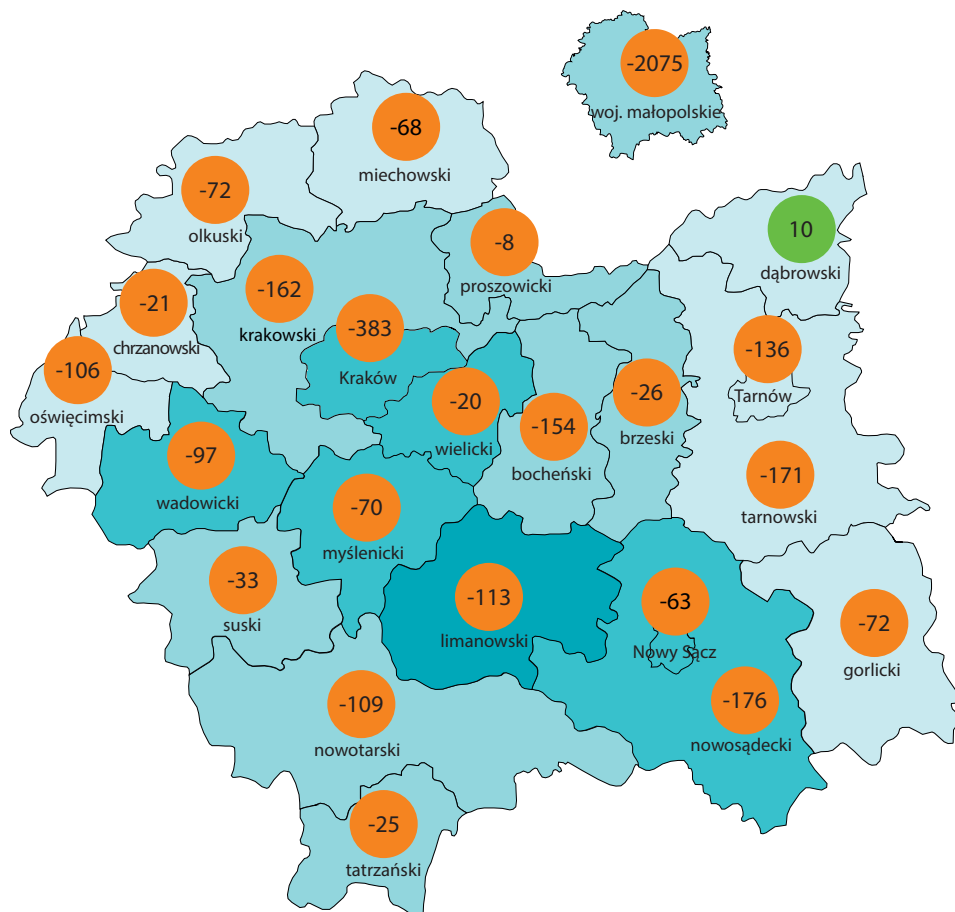 -2075
woj. małopolskie
-68
miechowski
-72
olkuski
10
dąbrowski
-8
proszowicki
-162
krakowski
-21
chrzanowski
-383
Kraków
-136
Tarnów
-106
oświęcimski
-20
wielicki
-26
brzeski
-154
bocheński
-97
wadowicki
-171
tarnowski
-70
myślenicki
-33
suski
-113
limanowski
-63
Nowy Sącz
-72
gorlicki
-176
nowosądecki
-109
nowotarski
-25
tatrzański